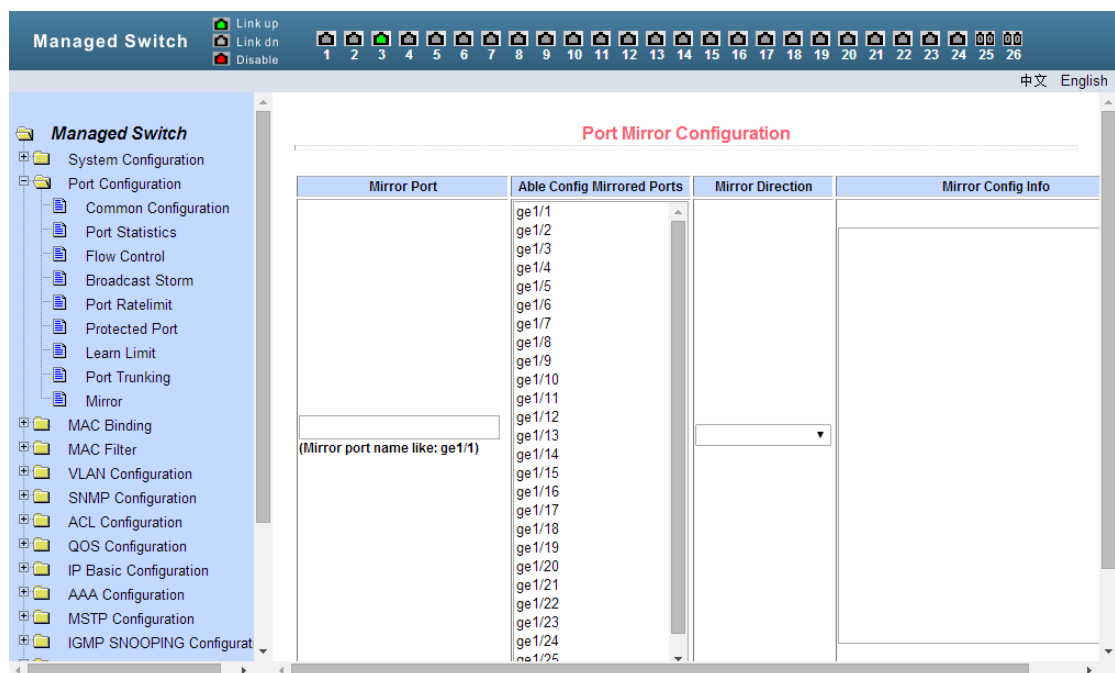 Managed Switch
Link up
Link dn
Disable
1 2 3 4 5 6 7 8 9 10 11 12 13 14 15 16 17 18 19 20 21 22 23 24 25 26
中文 English
Managed Switch
System Configuration
Port Configuration
Common Configuration
Port Statistics
Flow Control
Broadcast Storm
Port Ratelimit
Protected Port
Learn Limit
Port Trunking
Mirror
MAC Binding
MAC Filter
VLAN Configuration
SNMP Configuration
ACL Configuration
QOS Configuration
IP Basic Configuration
AAA Configuration
MSTP Configuration
IGMP SNOOPING Configurat
Port Mirror Configuration
Mirror Port Able Config Mirrored Ports Mirror Direction Mirror Config Info
(Mirror port name like: ge1/1)
ge1/1
ge1/2
ge1/3
ge1/4
ge1/5
ge1/6
ge1/7
ge1/8
ge1/9
ge1/10
ge1/11
ge1/12
ge1/13
ge1/14
ge1/15
ge1/16
ge1/17
ge1/18
ge1/19
ge1/20
ge1/21
ge1/22
ge1/23
ge1/24
ge1/25